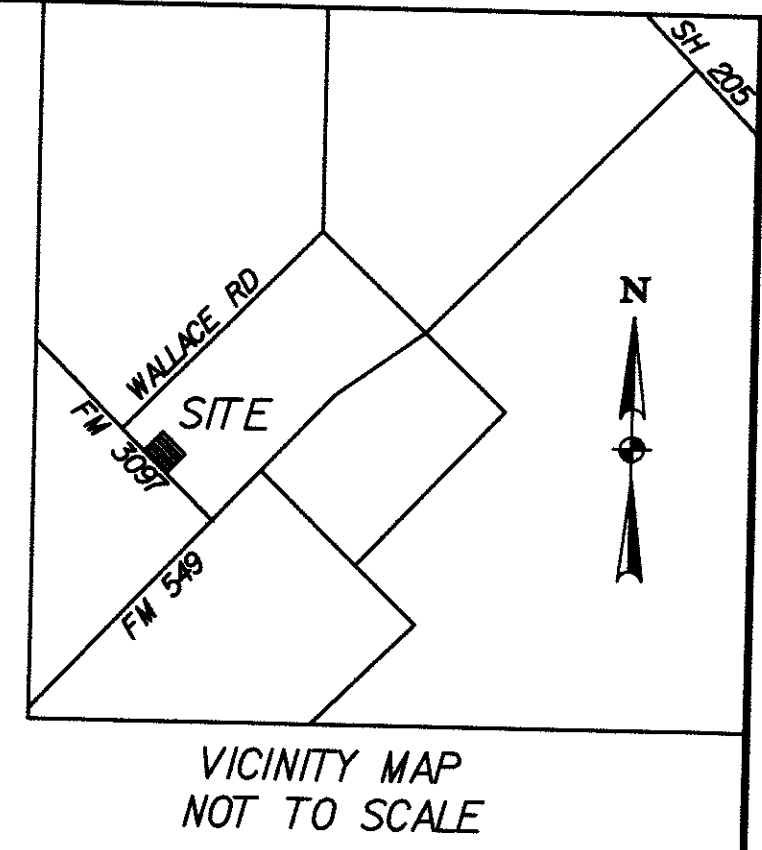 SH 205
N
WALLACE RD
SITE
FM 3097
FM 549
VICINITY MAP
NOT TO SCALE